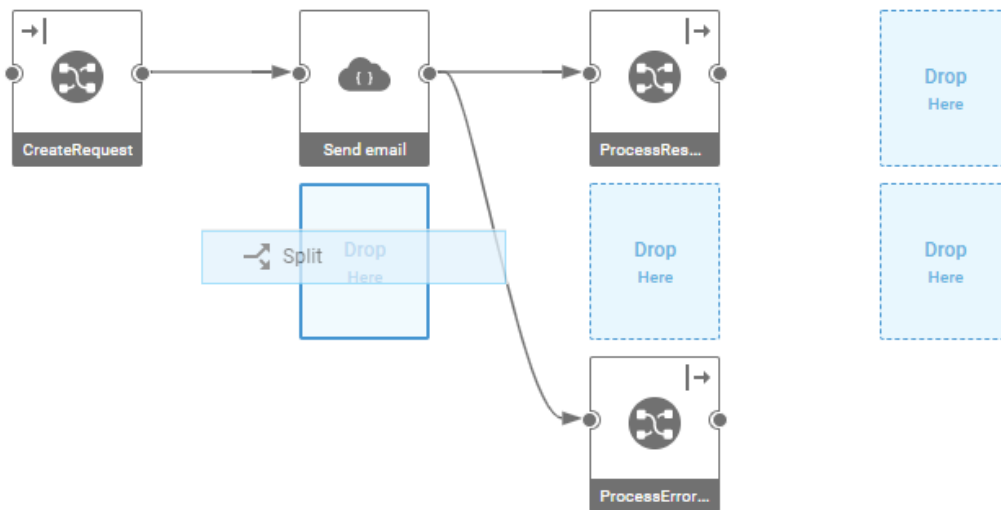 Drop
Here
CreateRequest
Send email
ProcessRes...
Split
Drop
Here
Drop
Here
Drop
Here
ProcessError...